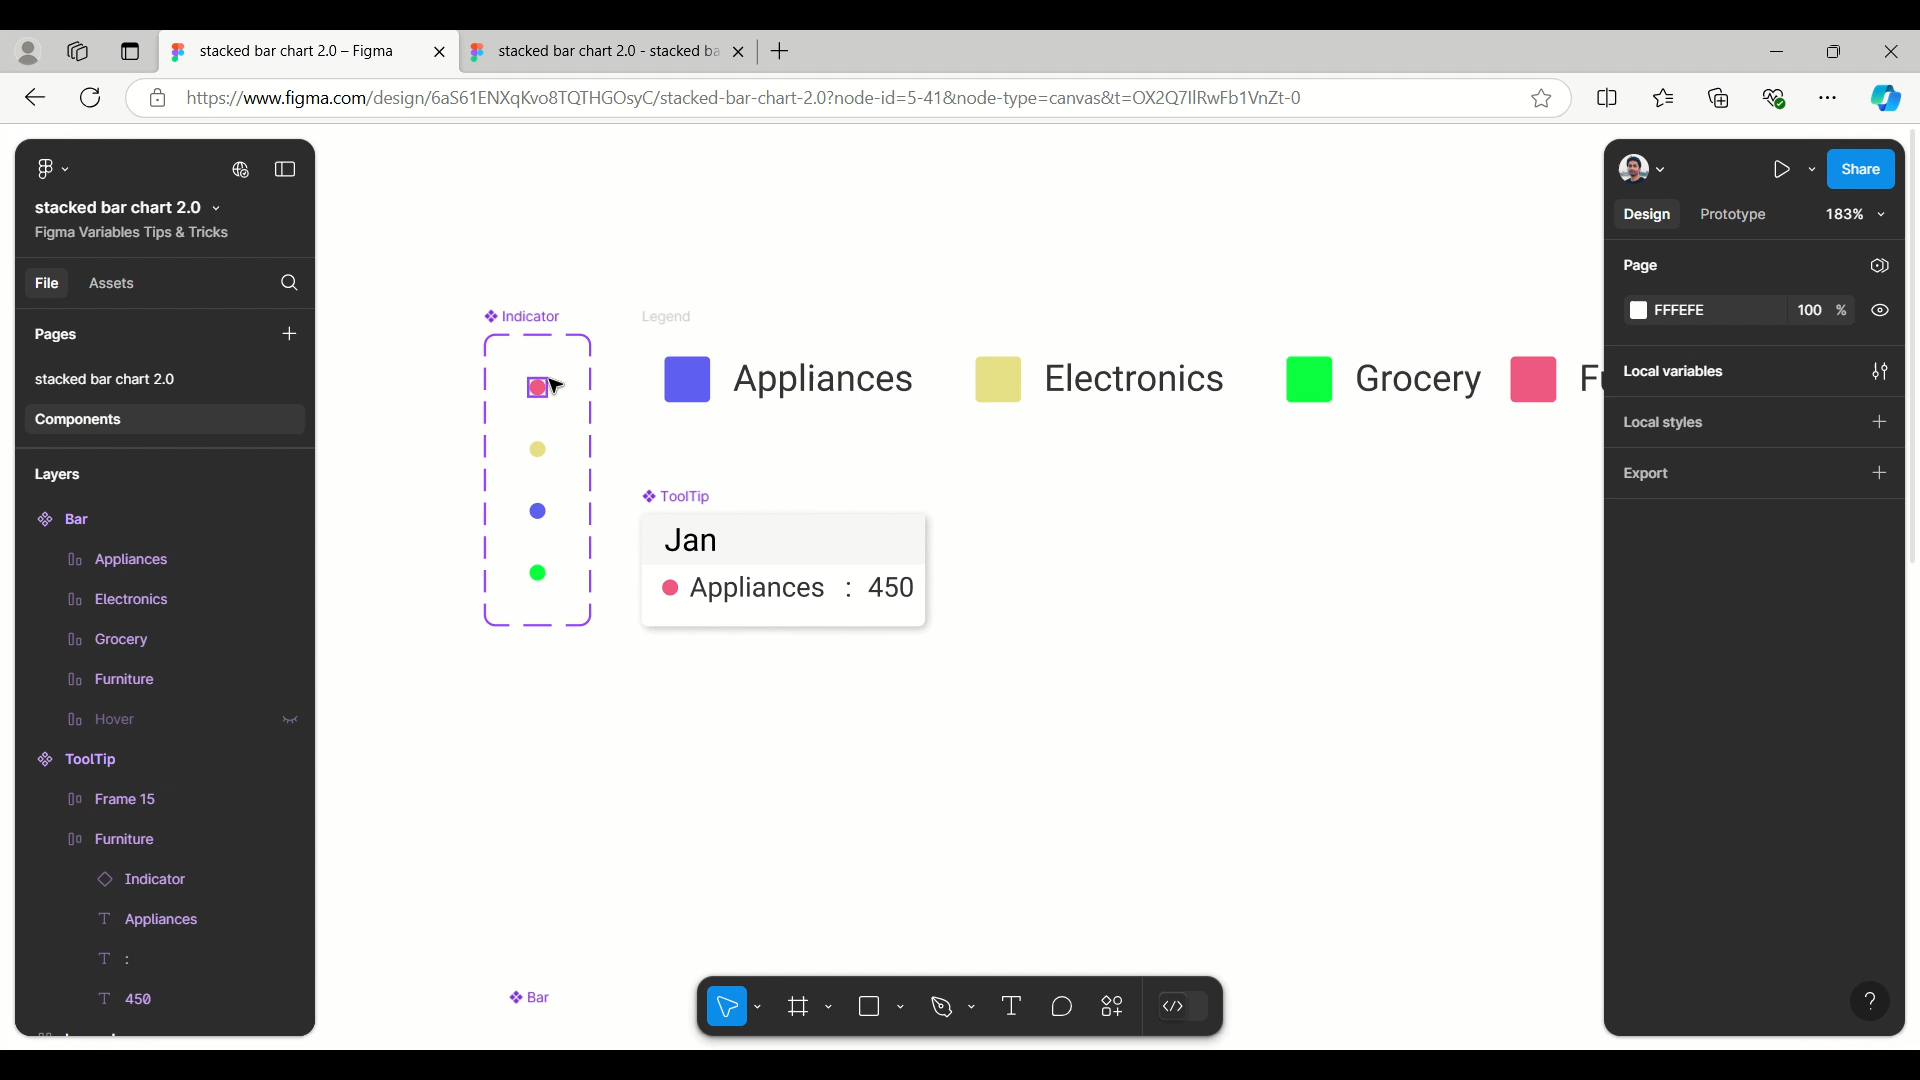 stacked bar chart 2.0 – Figma
stacked bar chart 2.0 - stacked ba
https://www.figma.com/design/6aS61ENXqKvo8TQTHGOsyC/stacked-bar-chart-2.0?node-id=5-41&node-type=canvas&t=OX2Q7IlRwFb1VnZt-0
stacked bar chart 2.0
Figma Variables Tips & Tricks
File
Assets
Pages
stacked bar chart 2.0
Components
Layers
Bar
Appliances
Electronics
Grocery
Furniture
Hover
ToolTip
Frame 15
Furniture
Indicator
Appliances
:
450
Indicator
Legend
Appliances
Electronics
Grocery
ToolTip
Jan
Appliances : 450
Bar
Share
Design
Prototype
183%
Page
FFFEFE
100 %
Local variables
Local styles
Export
?